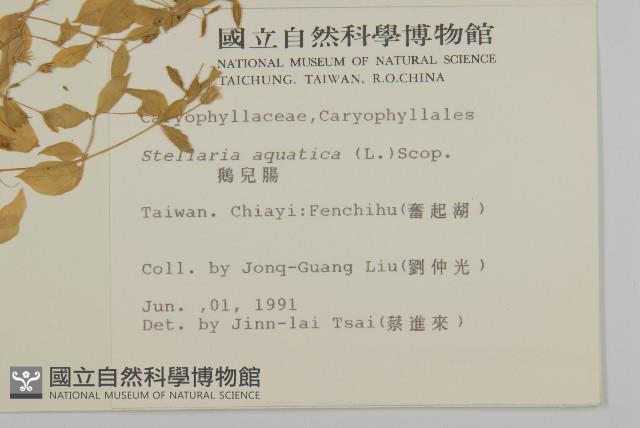 國立自然科學博物館
NATIONAL MUSEUM OF NATURAL SCIENCE
TAICHUNG, TAIWAN, R.O.CHINA
Caryophyllaceae,Caryophyllales
Stellaria aquatica (L.)Scop.
鵝兒腸
Taiwan. Chiayi:Fenchihu(奮起湖)
Coll. by Jonq-Guang Liu(劉仲光)
Jun. ,01, 1991
Det. by Jinn-lai Tsai(蔡進來)
國立自然科學博物館
NATIONAL MUSEUM OF NATURAL SCIENCE